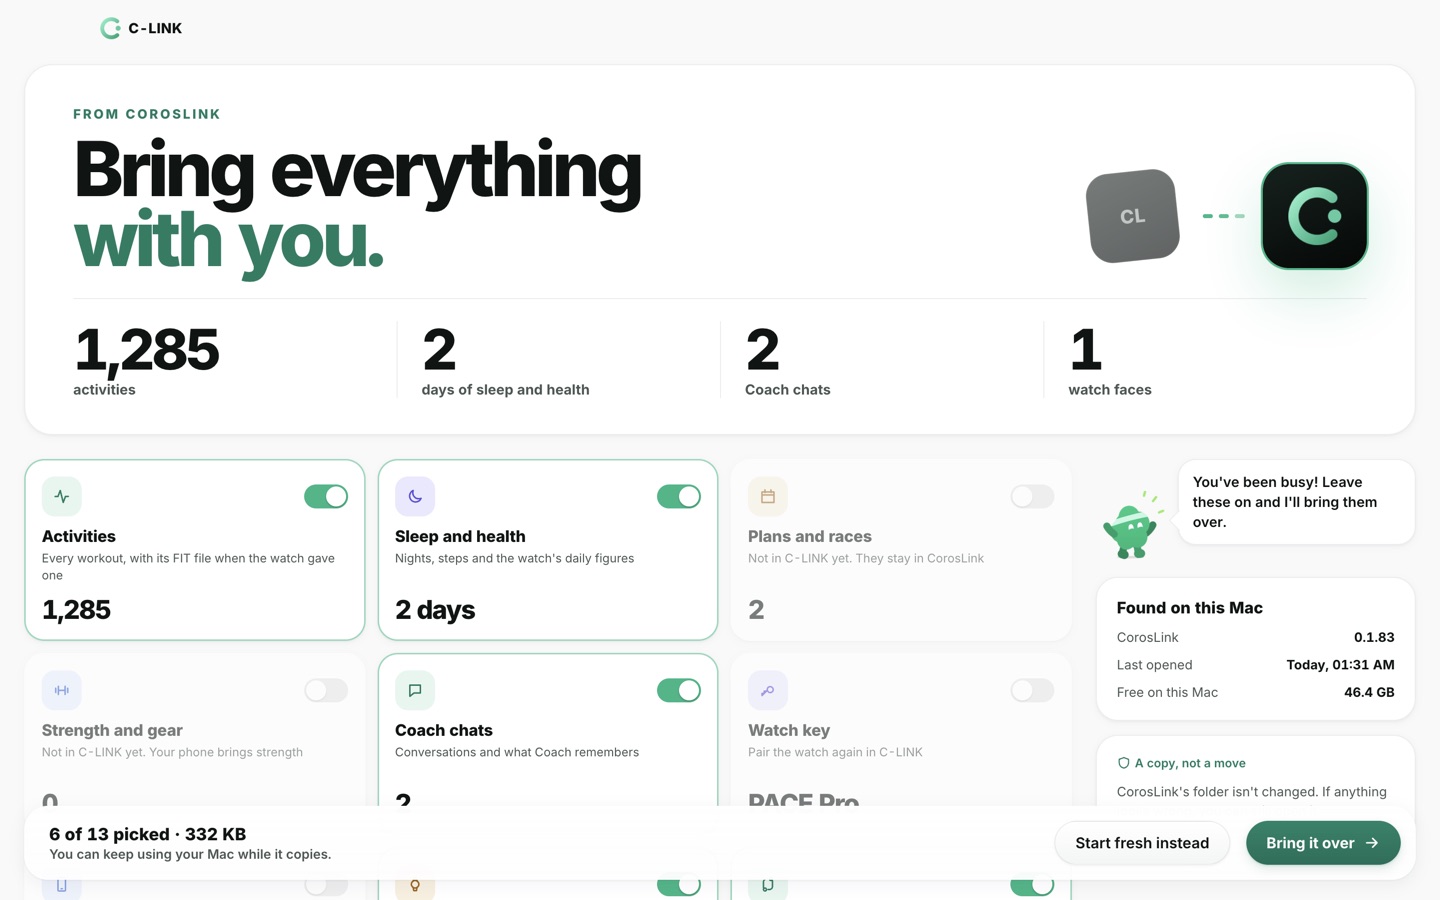 C-LINK
FROM COROSLINK
Bring everything
with you.
CL
1,285
activities
2
days of sleep and health
2
Coach chats
1
watch faces
Activities
Every workout, with its FIT file when the watch gave
one
1,285
Sleep and health
Nights, steps and the watch's daily figures
2 days
Plans and races
Not in C-LINK yet. They stay in CorosLink
2
You've been busy! Leave
these on and I'll bring them
over.
Found on this Mac
CorosLink 0.1.83
Last opened Today, 01:31 AM
Free on this Mac 46.4 GB
Strength and gear
Not in C-LINK yet. Your phone brings strength
0
Coach chats
Conversations and what Coach remembers
2
Watch key
Pair the watch again in C-LINK
PACE Pro
A copy, not a move
CorosLink's folder isn't changed. If anything
6 of 13 picked · 332 KB
You can keep using your Mac while it copies.
Start fresh instead
Bring it over